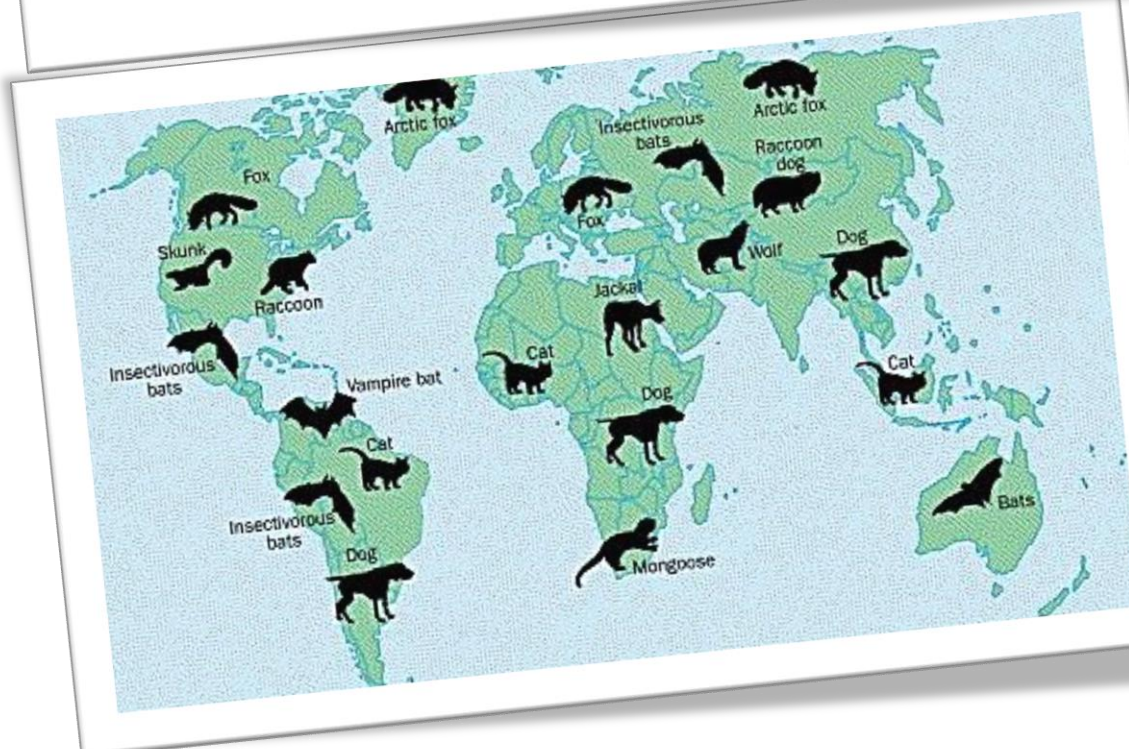 Arctic fox
Arctic fox
Insectivorous
bats
Raccoon
dog
Fox
Fox
Skunk
Raccoon
Wolf
Dog
Jackal
Insectivorous
bats
Vampire bat
Cat
Cat
Cat
Dog
Insectivorous
bats
Bats
Dog
Mongoose